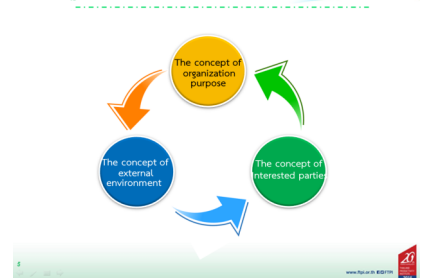 The concept of
organization
purpose
The concept of
external
environment
The concept of
Interested parties
5
www.ftpi.or.th